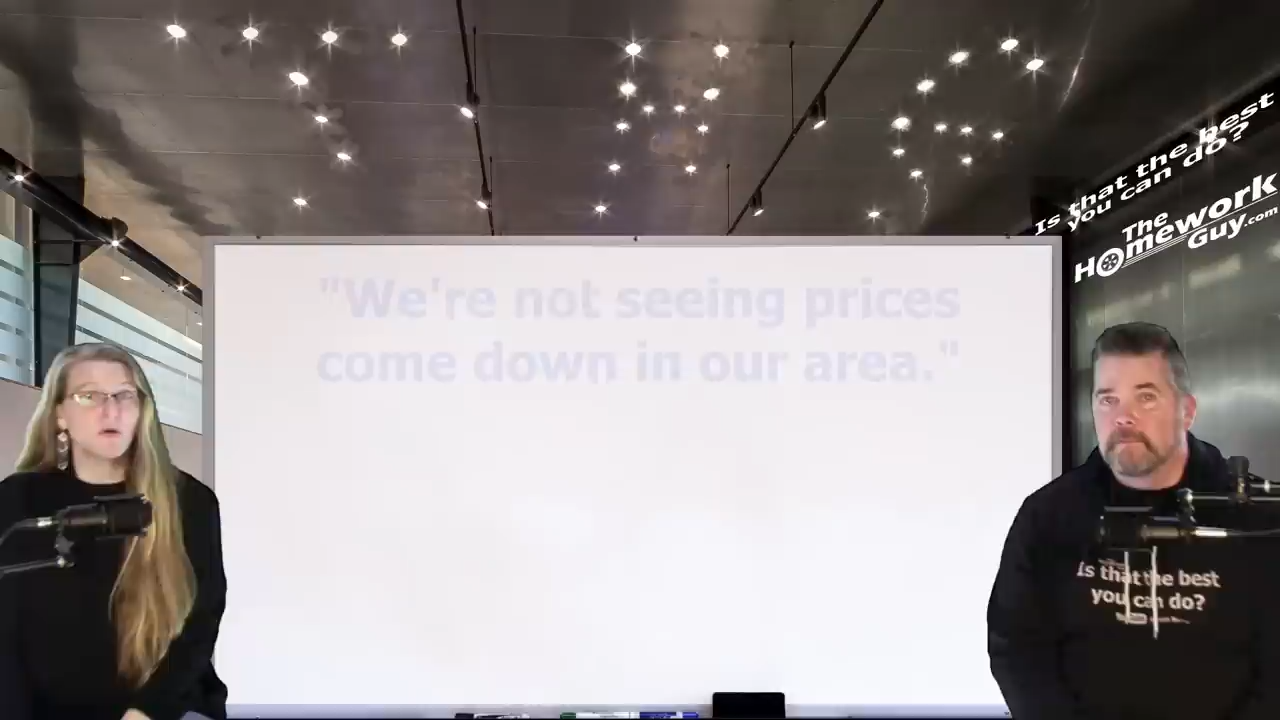 Is that the best
you can do?
The
Homework
Guy.com
"We're not seeing prices
come down in our area."
Is that the best
you can do?